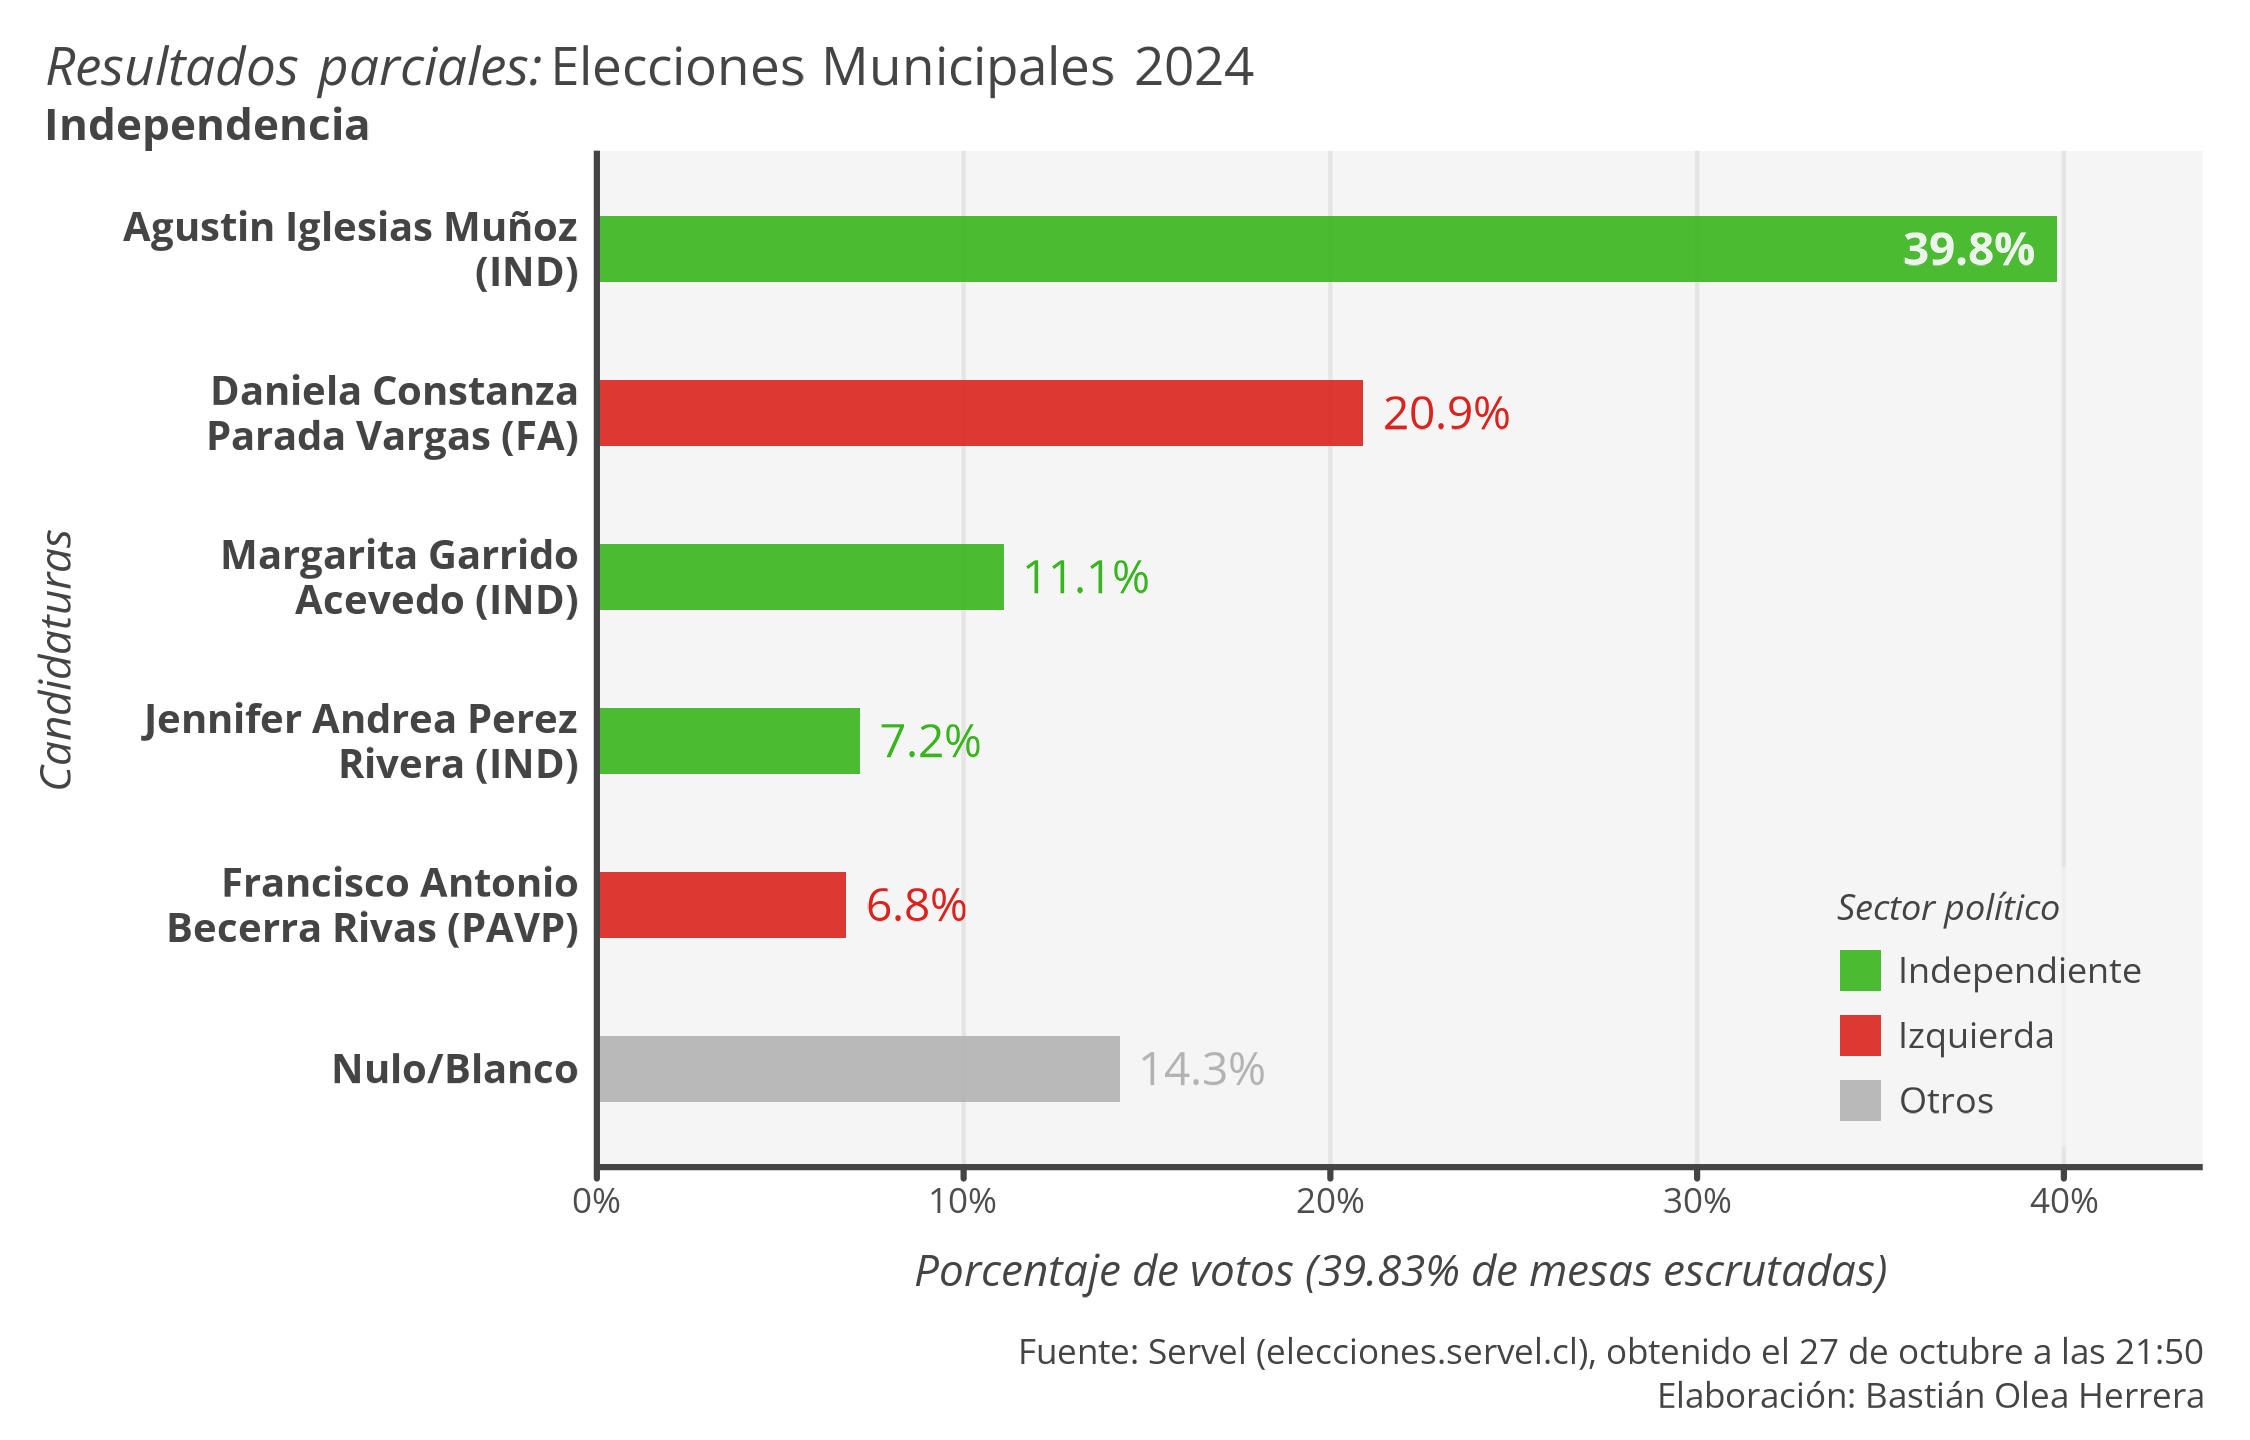 Resultados parciales: Elecciones Municipales 2024
Independencia
Candidaturas
Agustin Iglesias Muñoz
(IND)
39.8%
Daniela Constanza
Parada Vargas (FA)
20.9%
Margarita Garrido
Acevedo (IND)
11.1%
Jennifer Andrea Perez
Rivera (IND)
7.2%
Francisco Antonio
Becerra Rivas (PAVP)
6.8%
Nulo/Blanco
14.3%
Sector político
Independiente
Izquierda
Otros
0% 10% 20% 30% 40%
Porcentaje de votos (39.83% de mesas escrutadas)
Fuente: Servel (elecciones.servel.cl), obtenido el 27 de octubre a las 21:50
Elaboración: Bastián Olea Herrera